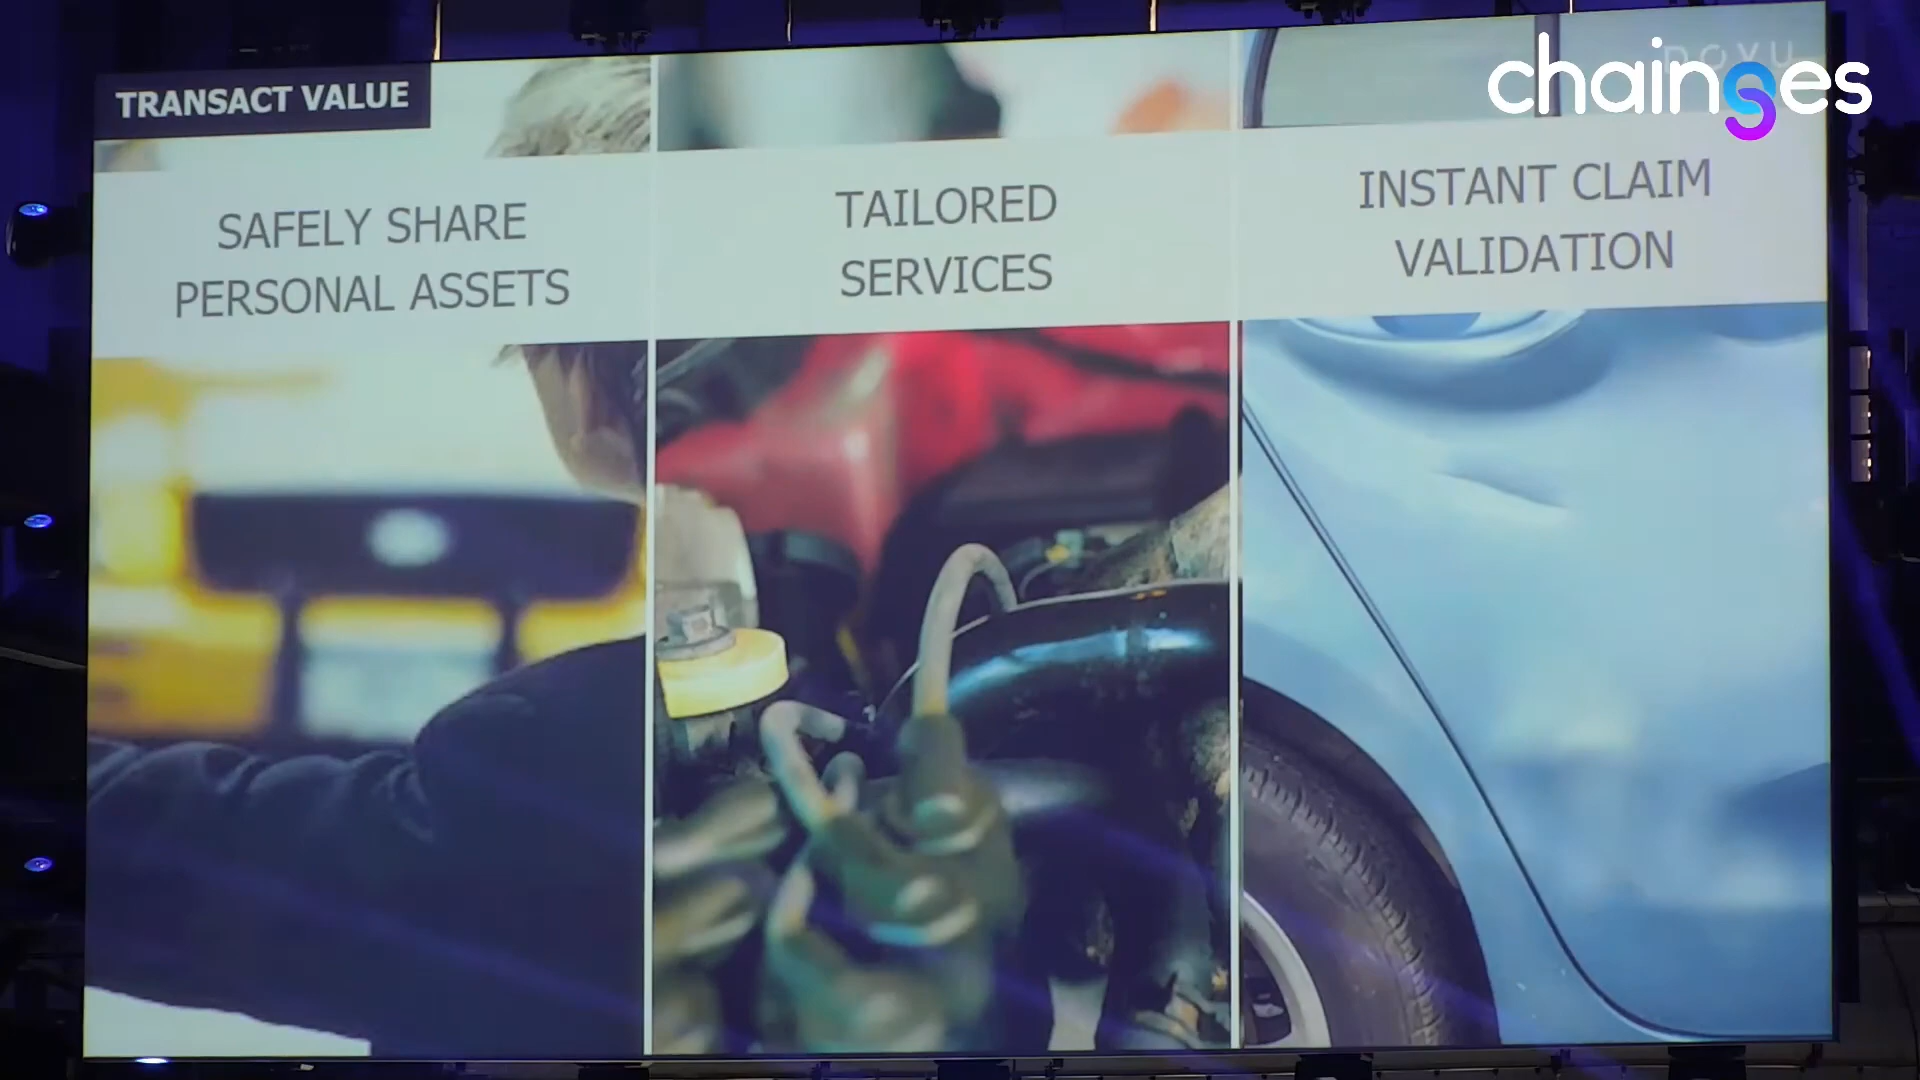 TRANSACT VALUE
chainges
SAFELY SHARE
PERSONAL ASSETS
TAILORED
SERVICES
INSTANT CLAIM
VALIDATION